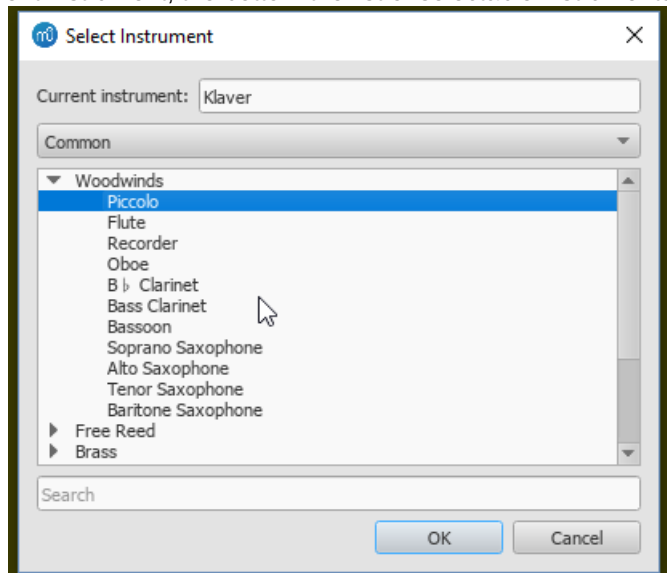 Select Instrument
Current instrument: Klaver
Common
Woodwinds
Piccolo
Flute
Recorder
Oboe
B♭ Clarinet
Bass Clarinet
Bassoon
Soprano Saxophone
Alto Saxophone
Tenor Saxophone
Baritone Saxophone
Free Reed
Brass
Search
OK Cancel